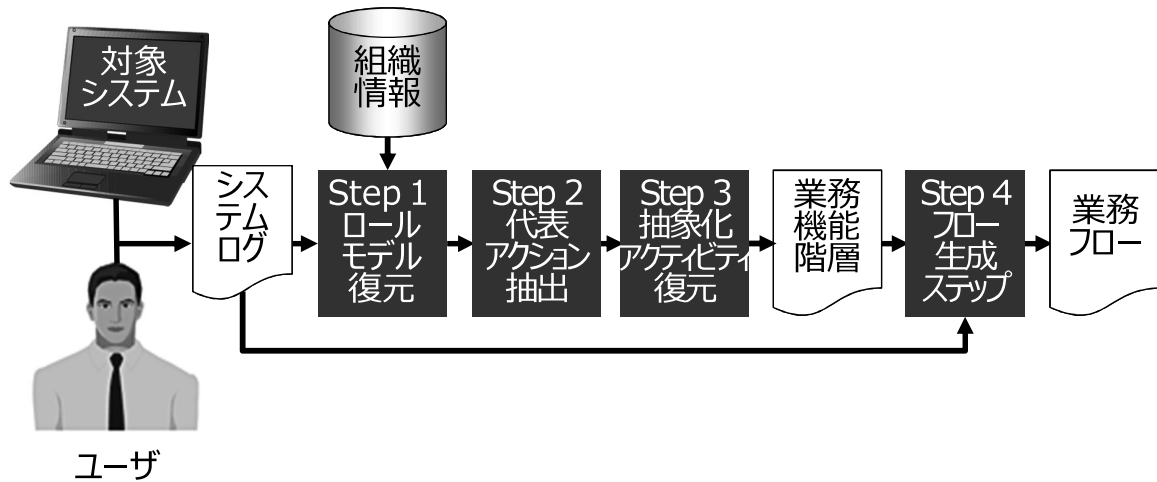 対象
システム
組織
情報
シス
テム
ログ
Step 1
ロール
モデル
復元
Step 2
代表
アクション
抽出
Step 3
抽象化
アクティビティ
復元
業務
機能
階層
Step 4
フロー
生成
ステップ
業務
フロー
ユーザ